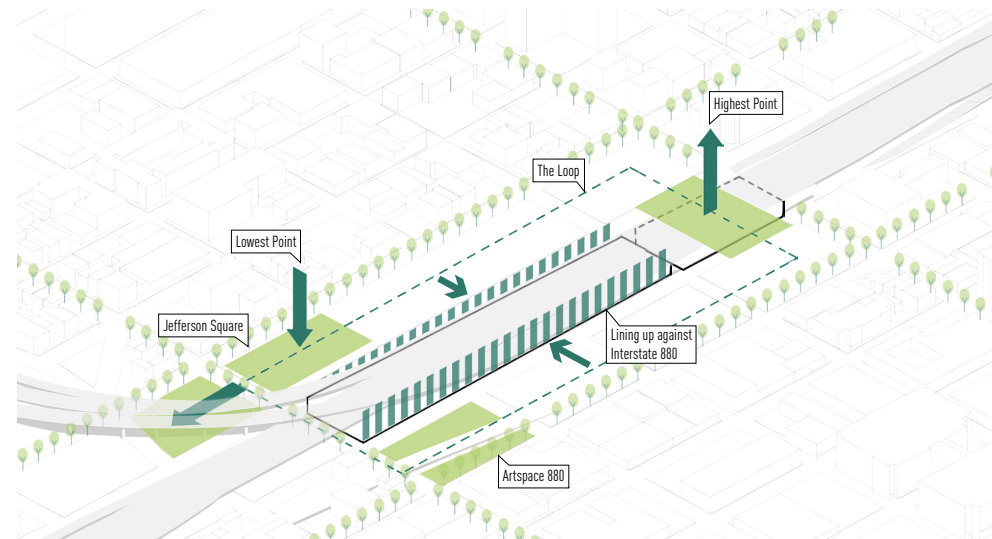 Highest Point
The Loop
Lowest Point
Jefferson Square
Lining up against
Interstate 880
Artspace 880